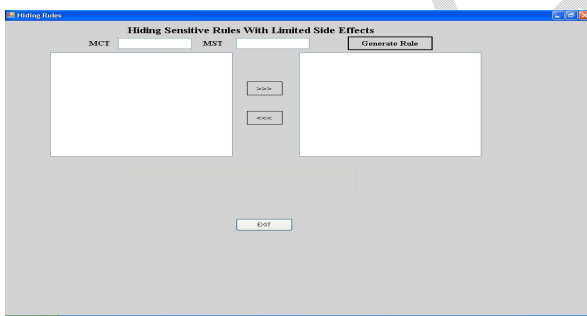 Hiding Rules
Hiding Sensitive Rules With Limited Side Effects
MCT MST Generate Rule
>>>
<<<
EXIT